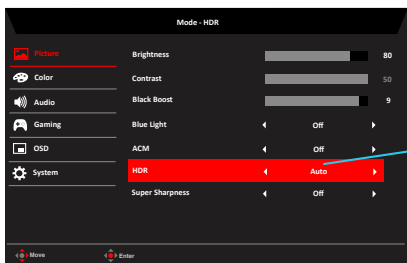 Mode - HDR
Picture
Color
Audio
Gaming
OSD
System
Brightness 80
Contrast 50
Black Boost 9
Blue Light Off
ACM Off
HDR Auto
Super Sharpness Off
Move Enter